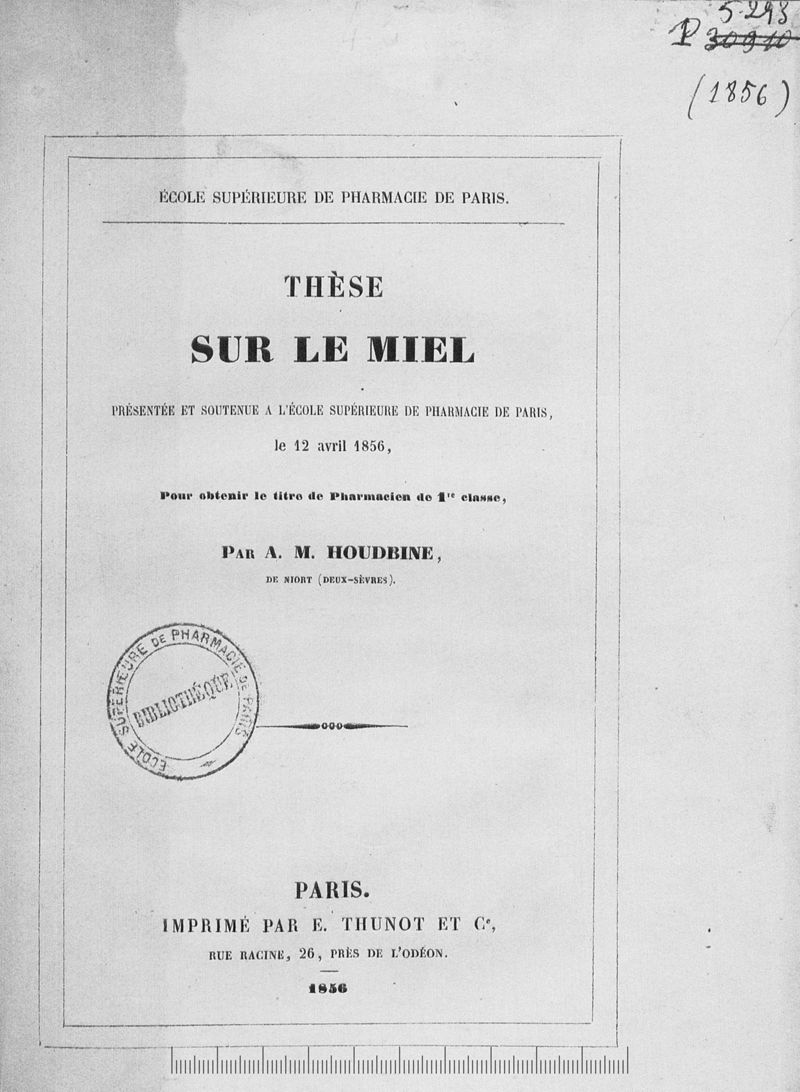 5.293
P 30910
(1856)
ÉCOLE SUPÉRIEURE DE PHARMACIE DE PARIS.
THÈSE
SUR LE MIEL
PRÉSENTÉE ET SOUTENUE A L'ÉCOLE SUPÉRIEURE DE PHARMACIE DE PARIS,
le 12 avril 1856,
Pour obtenir le titre de Pharmacien de 1re classe,
PAR A. M. HOUDBINE,
DE NIORT (DEUX-SÈVRES).
ÉCOLE SUPÉRIEURE DE PHARMACIE DE PARIS
BIBLIOTHÉQUE
PARIS.
IMPRIMÉ PAR E. THUNOT ET Ce,
RUE RACINE, 26, PRÈS DE L'ODÉON.
1856